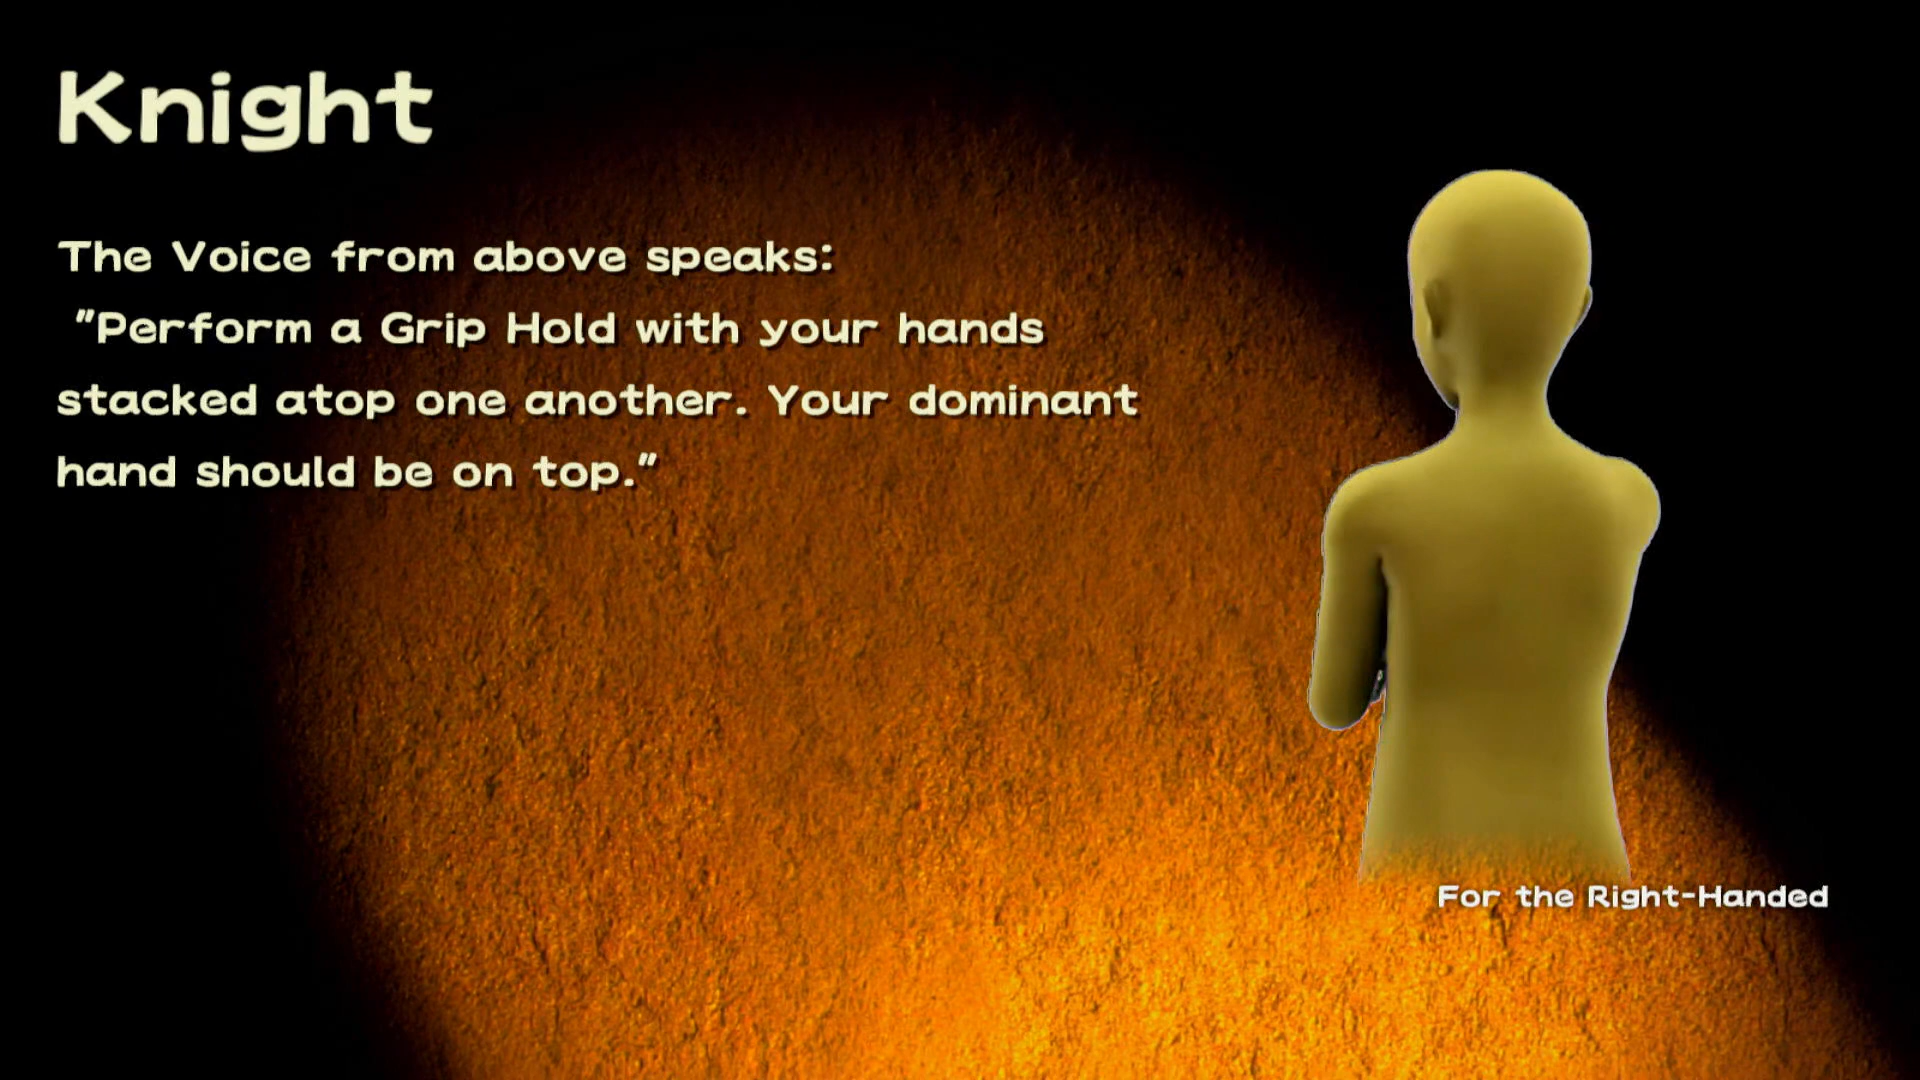 Knight
The Voice from above speaks:
"Perform a Grip Hold with your hands
stacked atop one another. Your dominant
hand should be on top."
For the Right-Handed